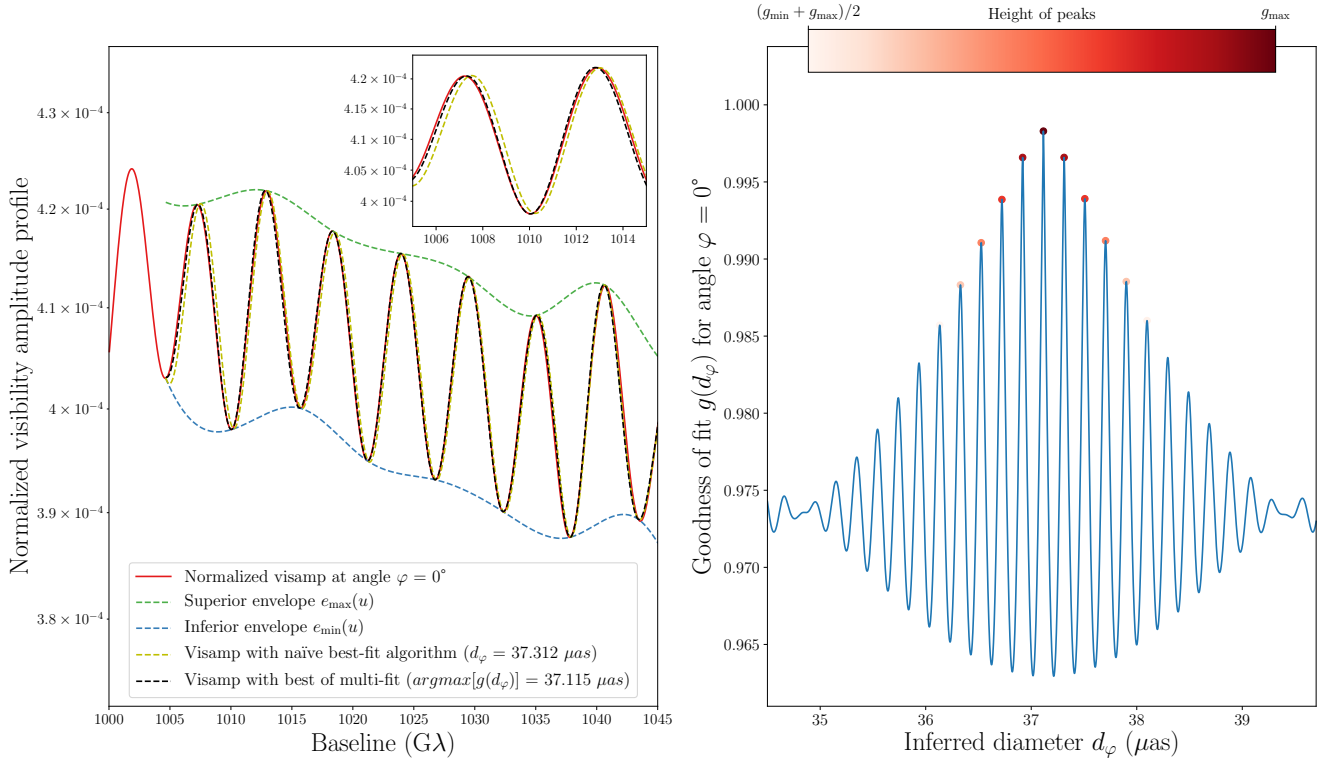 Normalized visibility amplitude profile
4.3 × 10⁻⁴
4.2 × 10⁻⁴
4.1 × 10⁻⁴
4 × 10⁻⁴
3.9 × 10⁻⁴
3.8 × 10⁻⁴
4.2 × 10⁻⁴
4.15 × 10⁻⁴
4.1 × 10⁻⁴
4.05 × 10⁻⁴
4 × 10⁻⁴
1006 1008 1010 1012 1014
Normalized visamp at angle φ = 0°
Superior envelope eₘₐₓ(u)
Inferior envelope eₘᵢₙ(u)
Visamp with naïve best-fit algorithm (d_φ = 37.312 μas)
Visamp with best of multi-fit (argmax[g(d_φ)] = 37.115 μas)
1000 1005 1010 1015 1020 1025 1030 1035 1040 1045
Baseline (Gλ)
(gₘᵢₙ + gₘₐₓ)/2 Height of peaks gₘₐₓ
Goodness of fit g(d_φ) for angle φ = 0°
1.000
0.995
0.990
0.985
0.980
0.975
0.970
0.965
35 36 37 38 39
Inferred diameter d_φ (μas)